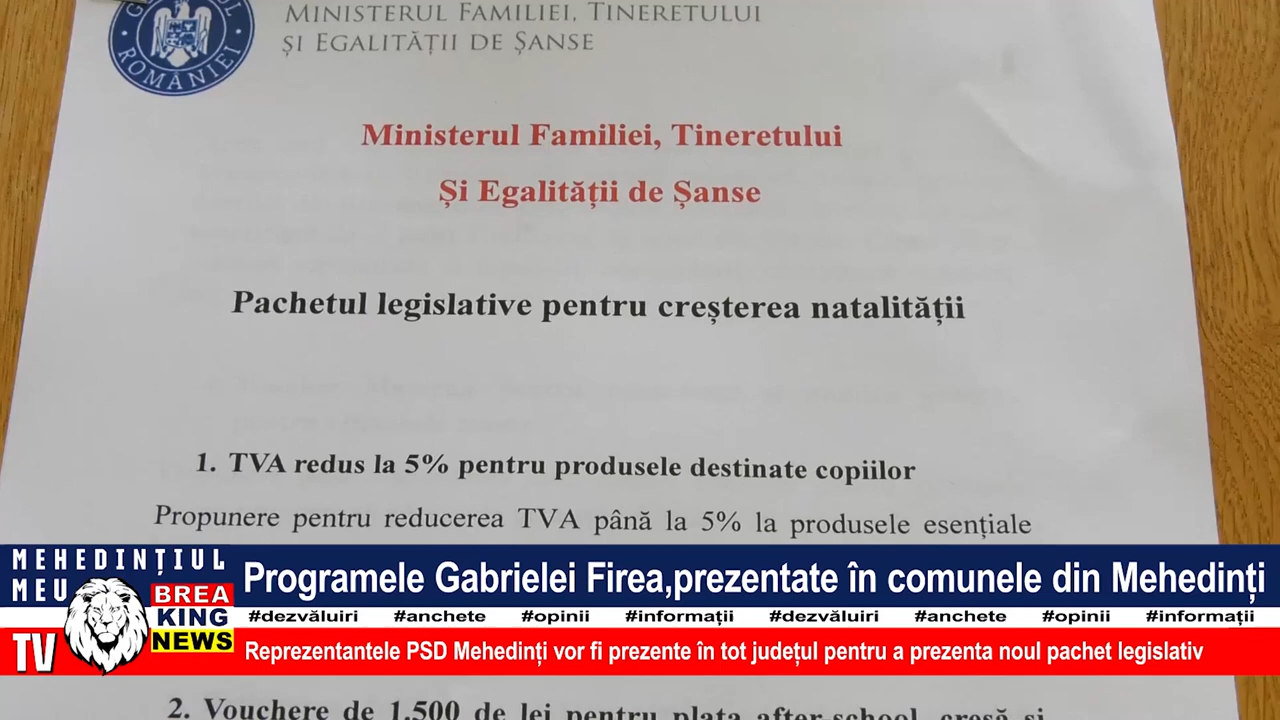 MINISTERUL FAMILIEI, TINERETULUI
ȘI EGALITĂȚII DE ȘANSE
ROMÂNIEI
Ministerul Familiei, Tineretului
Și Egalității de Șanse
Pachetul legislative pentru creșterea natalității
1. TVA redus la 5% pentru produsele destinate copiilor
Propunere pentru reducerea TVA până la 5% la produsele esențiale
MEHEDINȚIUL
MEU
TV
BREA
KING
NEWS
Programele Gabrielei Firea,prezentate în comunele din Mehedinți
#dezvăluiri #anchete #opinii #informații #dezvăluiri #anchete #opinii #informații
Reprezentantele PSD Mehedinți vor fi prezente în tot județul pentru a prezenta noul pachet legislativ
2. Vouchere de 1.500 de lei pentru plata after-school, creșă și